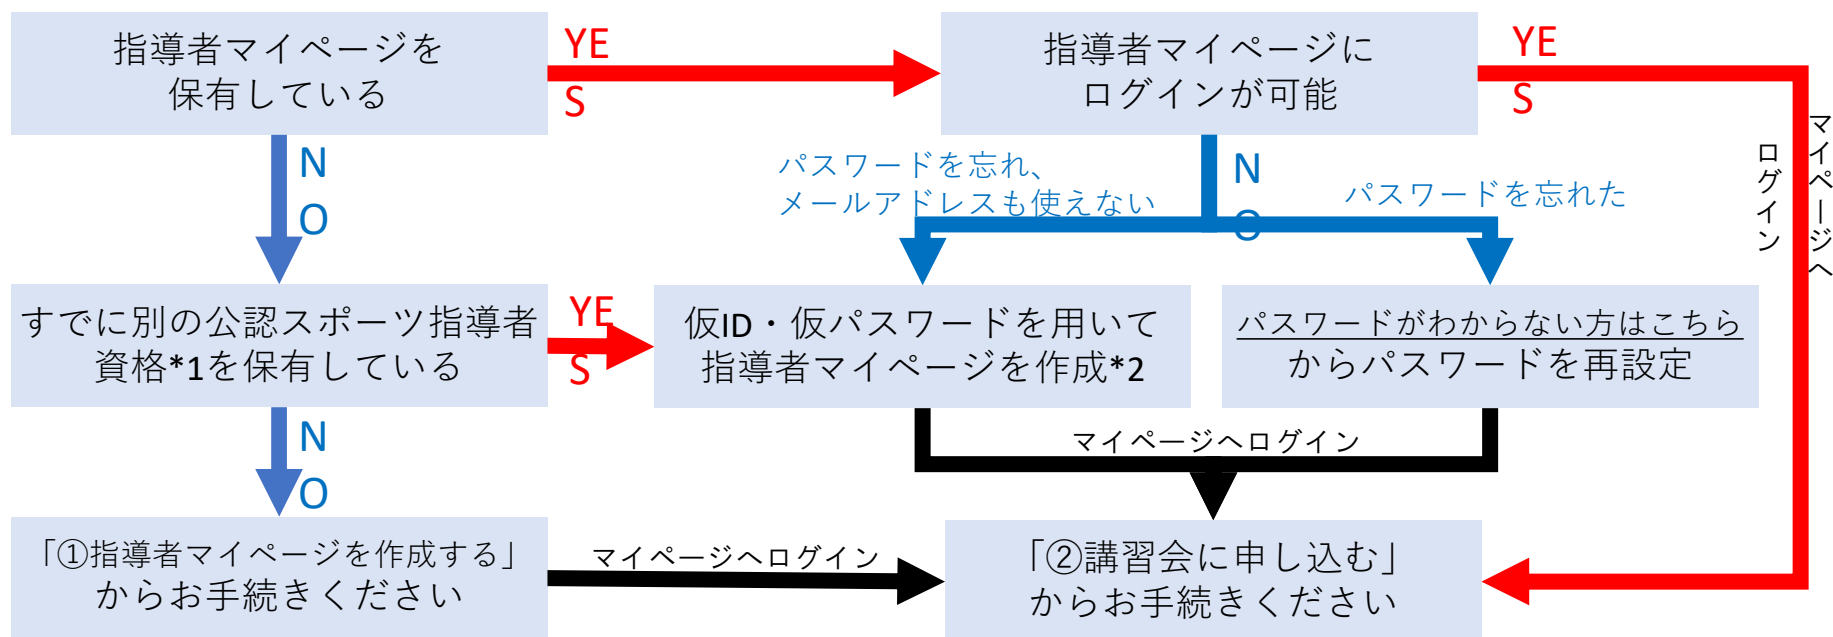 指導者マイページを
保有している
YE
S
指導者マイページに
ログインが可能
YE
S
N
O
パスワードを忘れ、
メールアドレスも使えない
N
O
パスワードを忘れた
マイページへ
ログイン
すでに別の公認スポーツ指導者
資格*1を保有している
YE
S
仮ID・仮パスワードを用いて
指導者マイページを作成*2
パスワードがわからない方はこちら
からパスワードを再設定
N
O
マイページへログイン
「①指導者マイページを作成する」
からお手続きください
マイページへログイン
「②講習会に申し込む」
からお手続きください